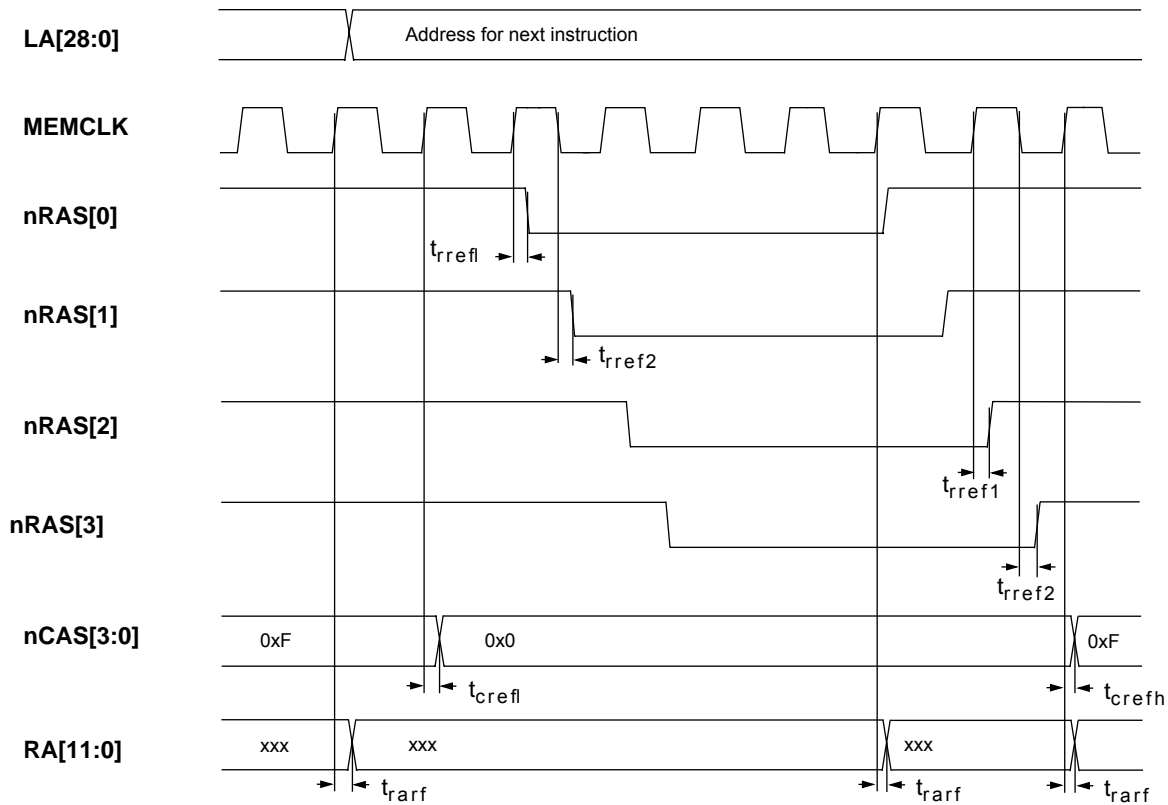 LA[28:0]
Address for next instruction
MEMCLK
nRAS[0]
trrefl
nRAS[1]
trref2
nRAS[2]
trref1
nRAS[3]
trref2
nCAS[3:0]
0xF
0x0
0xF
tcrefl
tcrefh
RA[11:0]
xxx
xxx
xxx
trarf
trarf
trarf